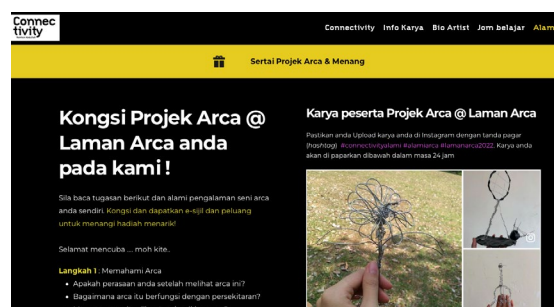 Connec
tivity
Connectivity Info Karya Bio Artist Jom belajar Alam
Sertai Projek Arca & Menang
Kongsi Projek Arca @
Laman Arca anda
pada kami !
Sila baca tugasan berikut dan alami pengalaman seni arca
anda sendiri. Kongsi dan dapatkan e-sijil dan peluang
untuk menangi hadiah menarik!
Selamat mencuba .... moh kite..
Langkah 1 : Memahami Arca
Apakah perasaan anda setelah melihat arca ini?
Bagaimana arca itu berfungsi dengan persekitaran?
Karya peserta Projek Arca @ Laman Arca
Pastikan anda Upload karya anda di Instagram dengan tanda pagar
(hashtag) #connectivityalami #alamiarca #lamanarca2022. Karya anda
akan di paparkan dibawah dalam masa 24 jam